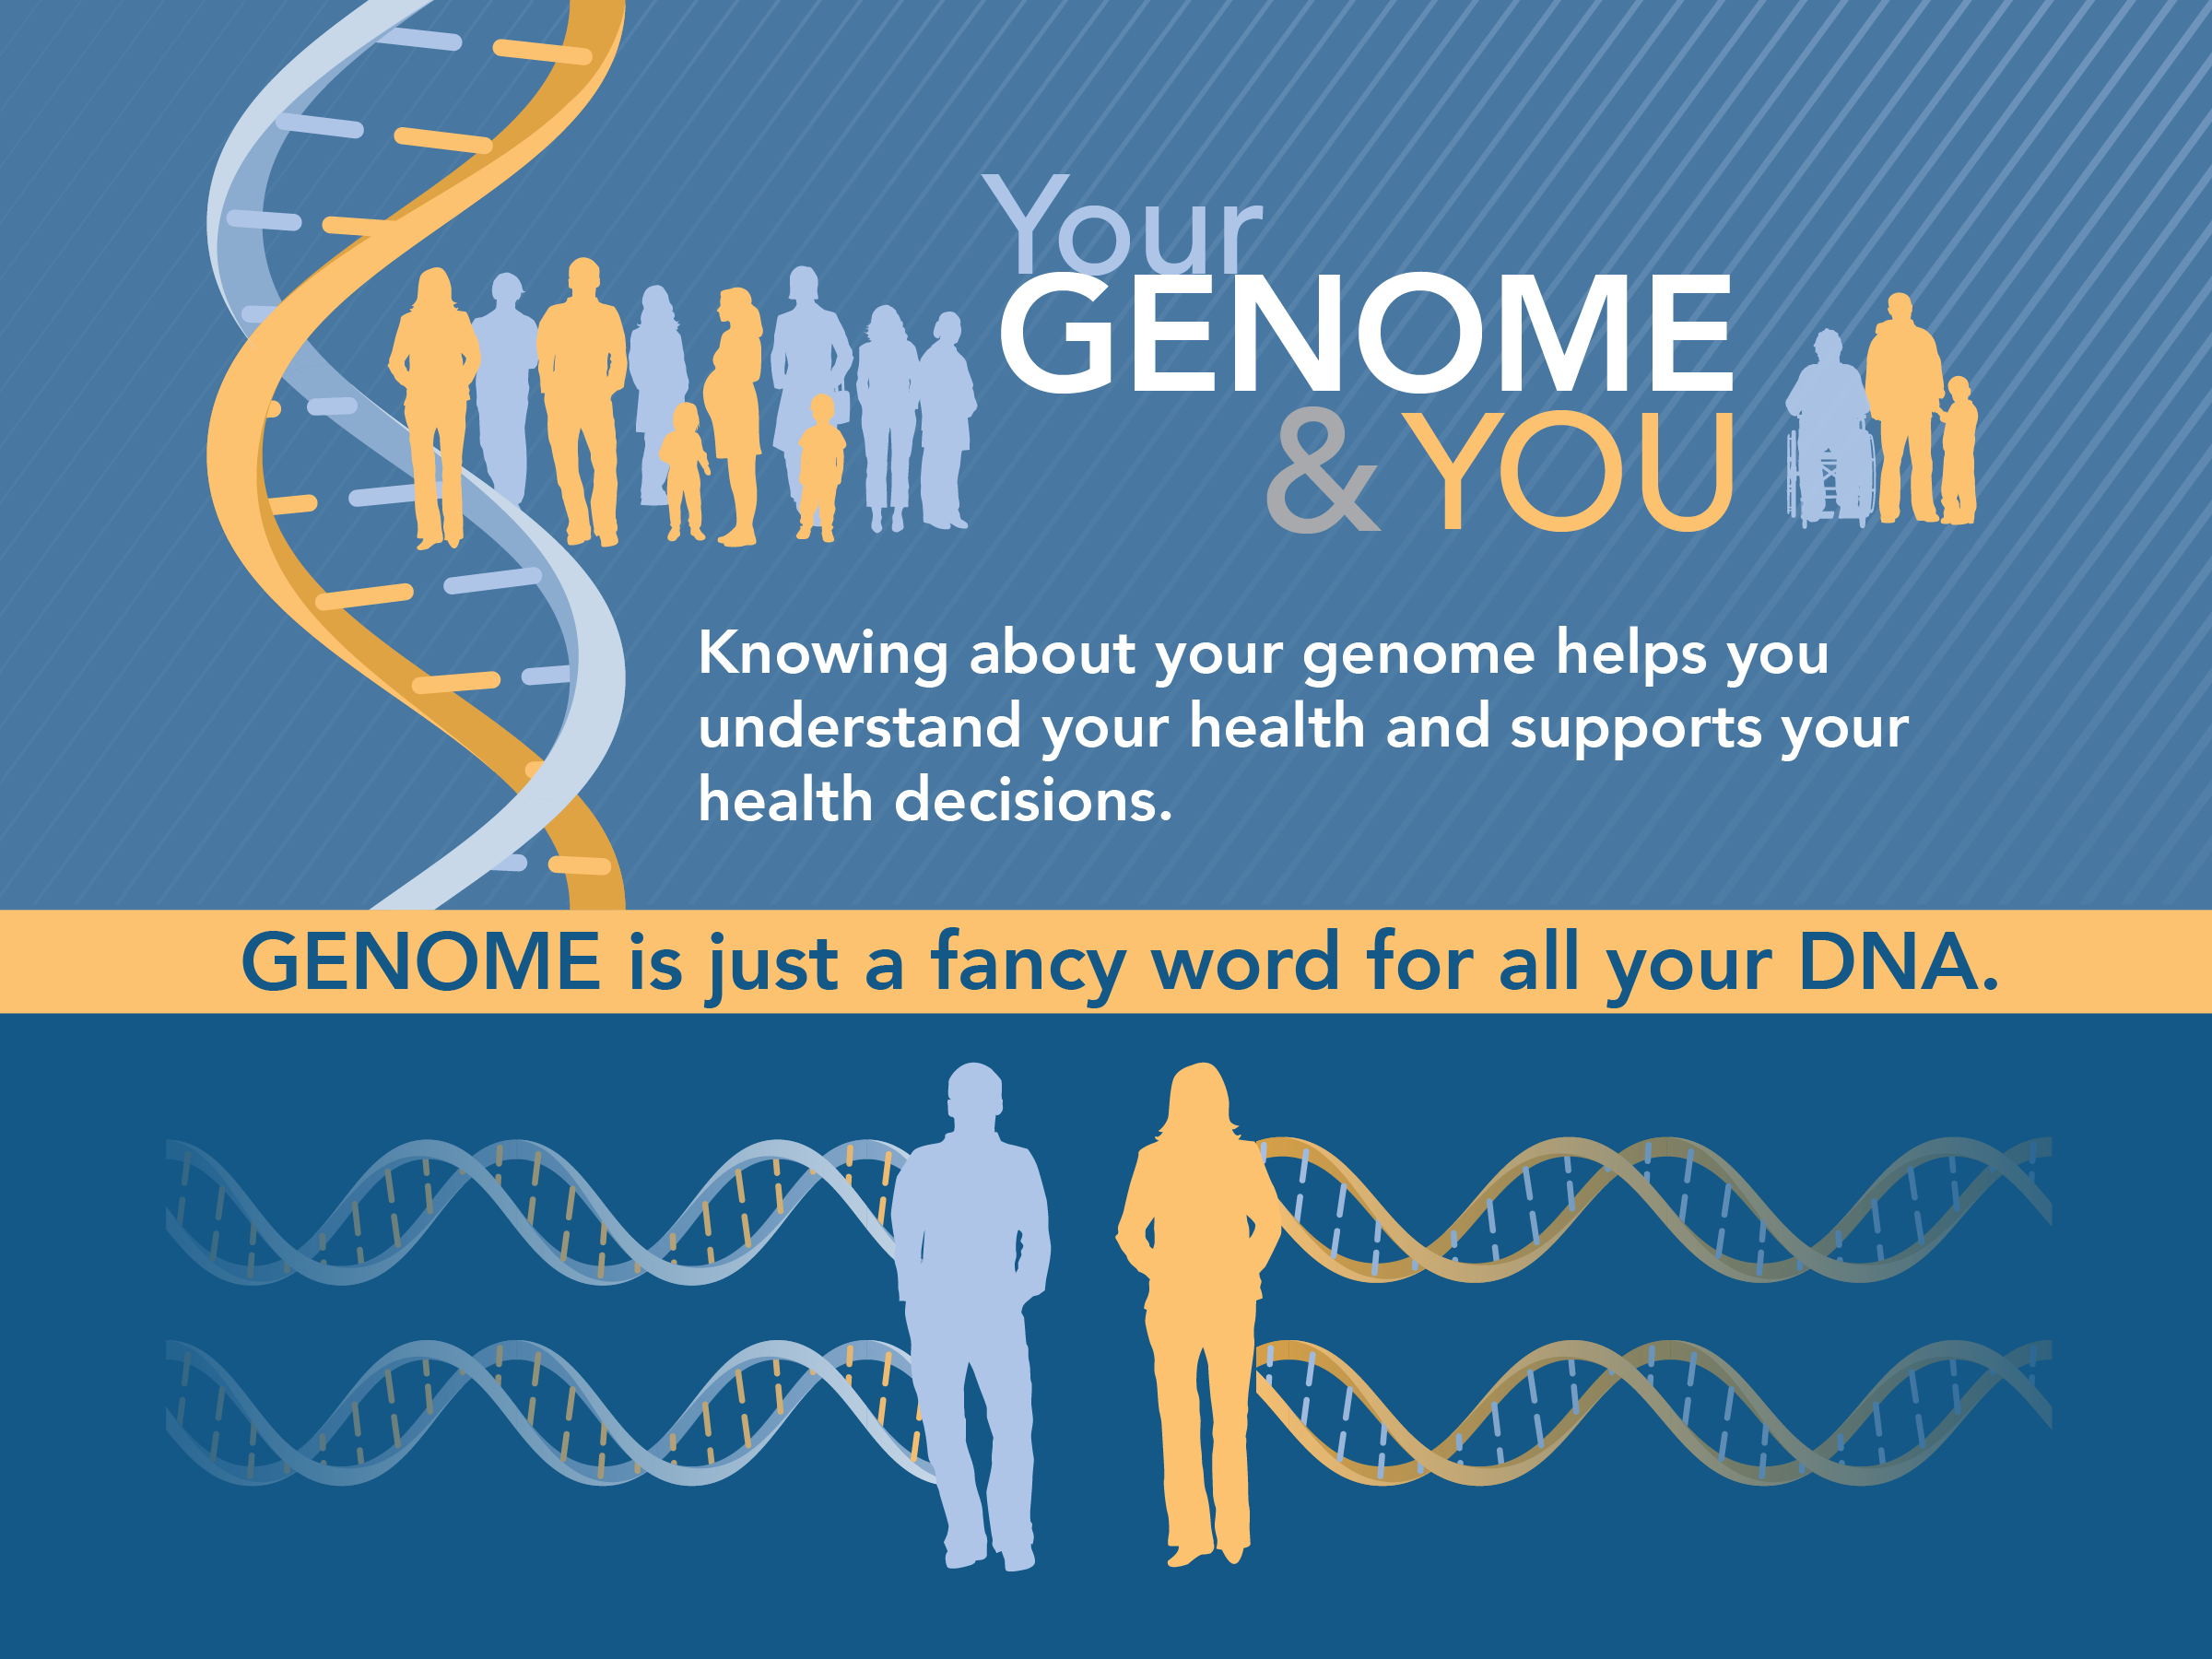 Your
GENOME
& YOU
Knowing about your genome helps you
understand your health and supports your
health decisions.
GENOME is just a fancy word for all your DNA.